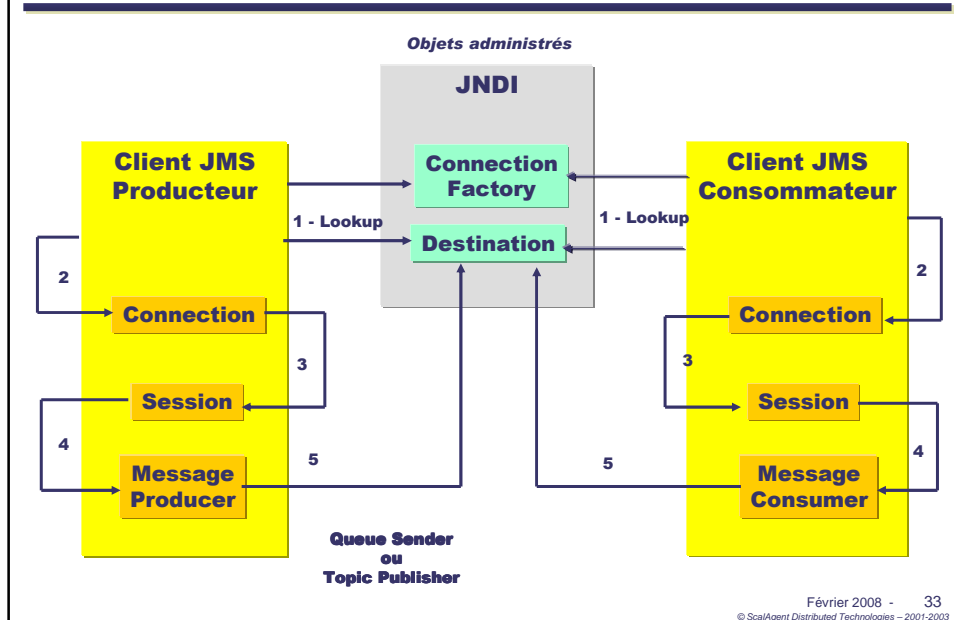 Objets administrés
JNDI
Client JMS
Producteur
Connection
Factory
Client JMS
Consommateur
1 - Lookup
1 - Lookup
Destination
2
2
Connection
Connection
3
3
Session
Session
4
4
5
5
Message
Producer
Message
Consumer
Queue Sender
ou
Topic Publisher
Février 2008 - 33
© ScalAgent Distributed Technologies – 2001-2003